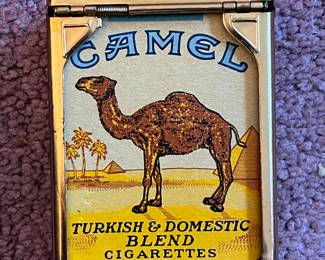 CAMEL
TURKISH & DOMESTIC
BLEND
CIGARETTES